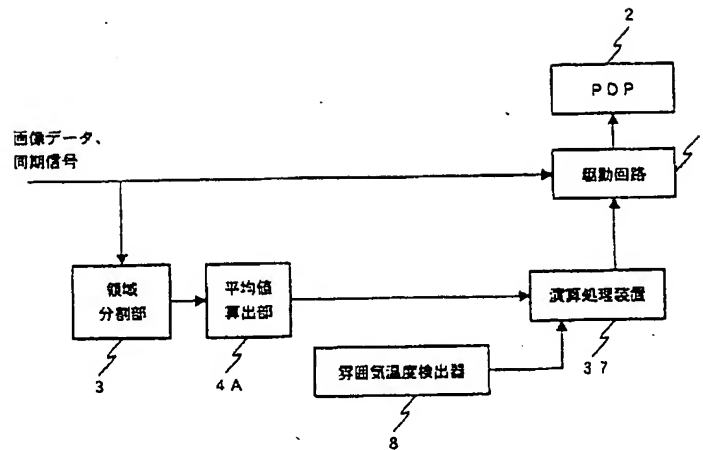 2
PDP
画像データ、
同期信号
駆動回路
領域
分割部
平均値
算出部
演算処理装置
3
4A
雰囲気温度検出器
37
8